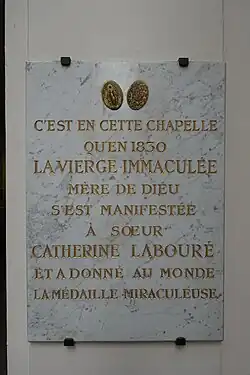 C'EST EN CETTE CHAPELLE
QU'EN 1830
LA VIERGE IMMACULÉE
MÈRE DE DIEU
S'EST MANIFESTÉE
À SŒUR
CATHERINE LABOURÉ
ET A DONNÉ AU MONDE
LA MÉDAILLE MIRACULEUSE